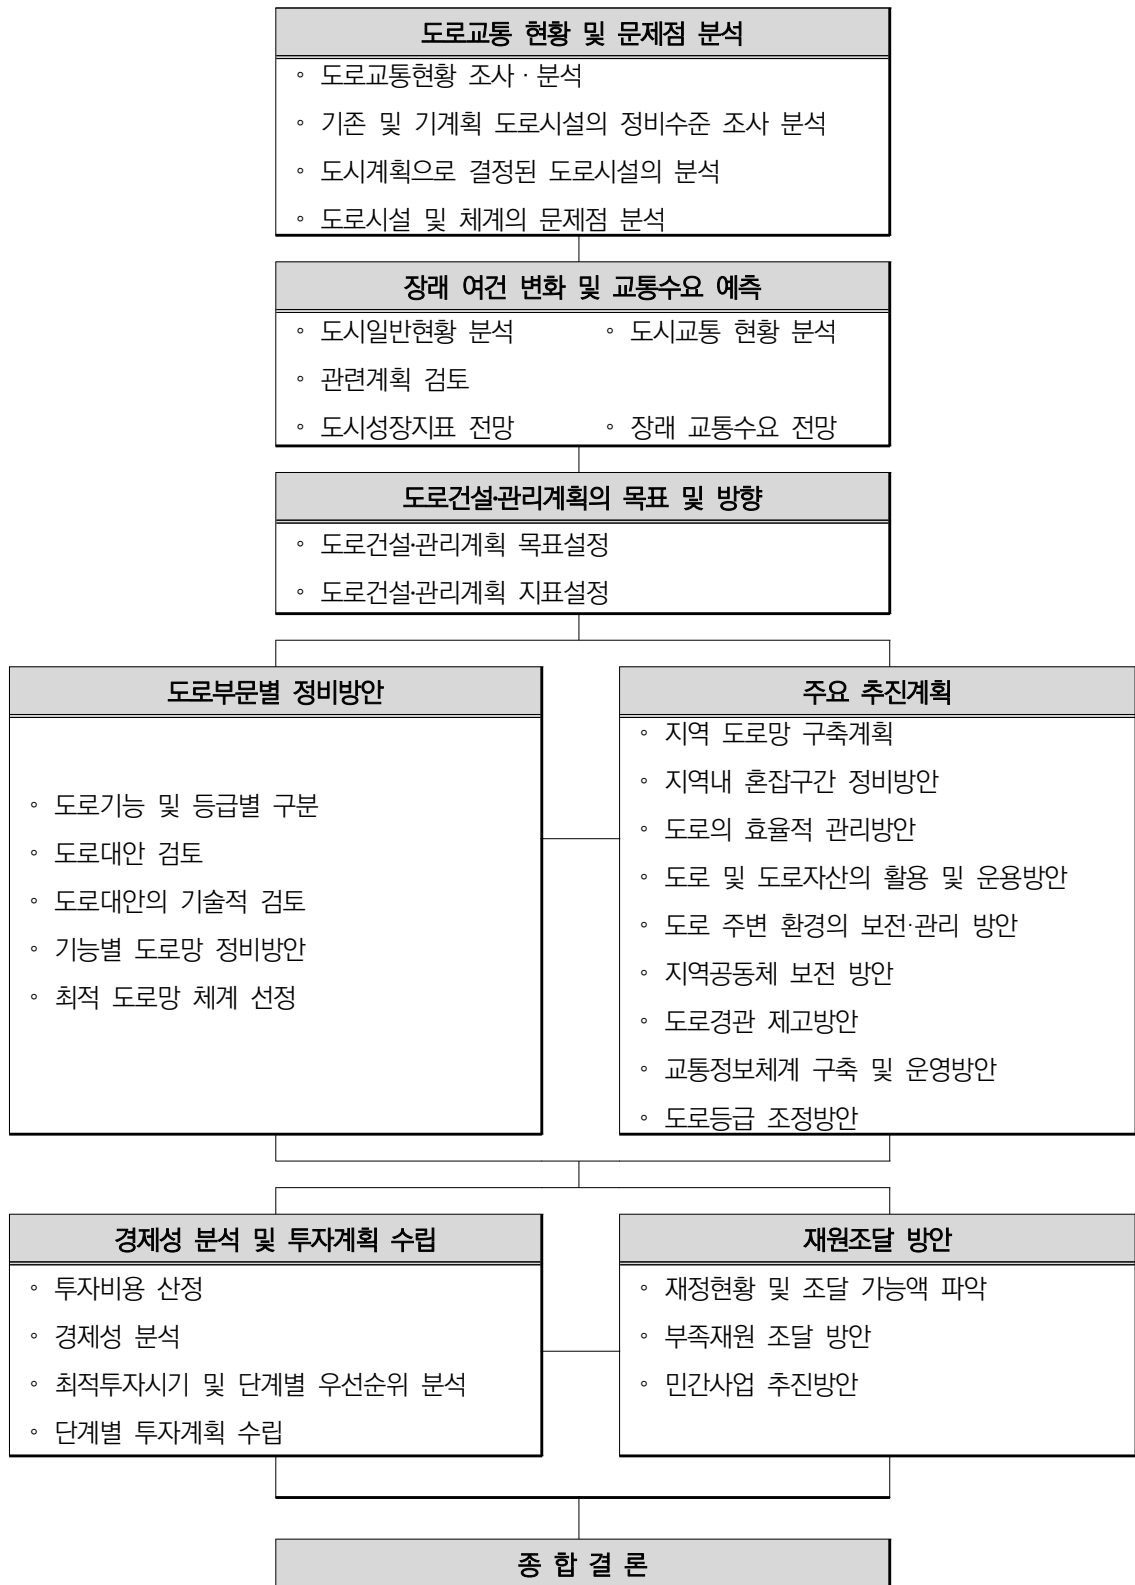 도로교통 현황 및 문제점 분석
◦ 도로교통현황 조사 · 분석
◦ 기존 및 기계획 도로시설의 정비수준 조사 분석
◦ 도시계획으로 결정된 도로시설의 분석
◦ 도로시설 및 체계의 문제점 분석
장래 여건 변화 및 교통수요 예측
◦ 도시일반현황 분석 ◦ 도시교통 현황 분석
◦ 관련계획 검토
◦ 도시성장지표 전망 ◦ 장래 교통수요 전망
도로건설·관리계획의 목표 및 방향
◦ 도로건설·관리계획 목표설정
◦ 도로건설·관리계획 지표설정
도로부문별 정비방안
◦ 도로기능 및 등급별 구분
◦ 도로대안 검토
◦ 도로대안의 기술적 검토
◦ 기능별 도로망 정비방안
◦ 최적 도로망 체계 선정
주요 추진계획
◦ 지역 도로망 구축계획
◦ 지역내 혼잡구간 정비방안
◦ 도로의 효율적 관리방안
◦ 도로 및 도로자산의 활용 및 운용방안
◦ 도로 주변 환경의 보전·관리 방안
◦ 지역공동체 보전 방안
◦ 도로경관 제고방안
◦ 교통정보체계 구축 및 운영방안
◦ 도로등급 조정방안
경제성 분석 및 투자계획 수립
◦ 투자비용 산정
◦ 경제성 분석
◦ 최적투자시기 및 단계별 우선순위 분석
◦ 단계별 투자계획 수립
재원조달 방안
◦ 재정현황 및 조달 가능액 파악
◦ 부족재원 조달 방안
◦ 민간사업 추진방안
종 합 결 론